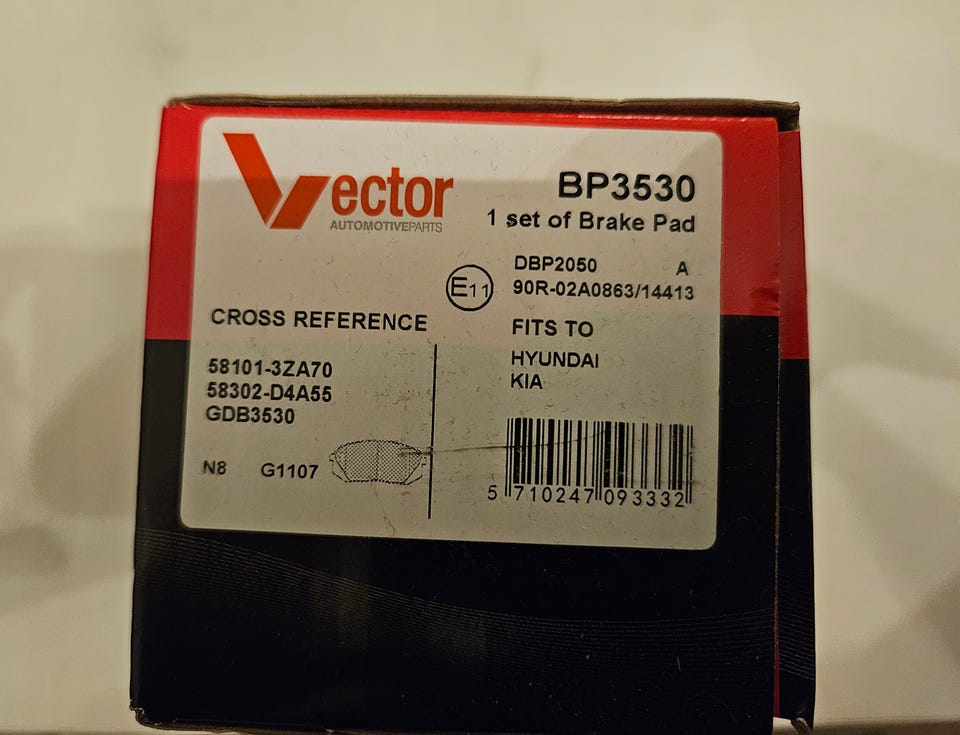 Vector
AUTOMOTIVEPARTS
BP3530
1 set of Brake Pad
E11
DBP2050 A
90R-02A0863/14413
CROSS REFERENCE
58101-3ZA70
58302-D4A55
GDB3530
N8 G1107
FITS TO
HYUNDAI
KIA
5 710247 093332